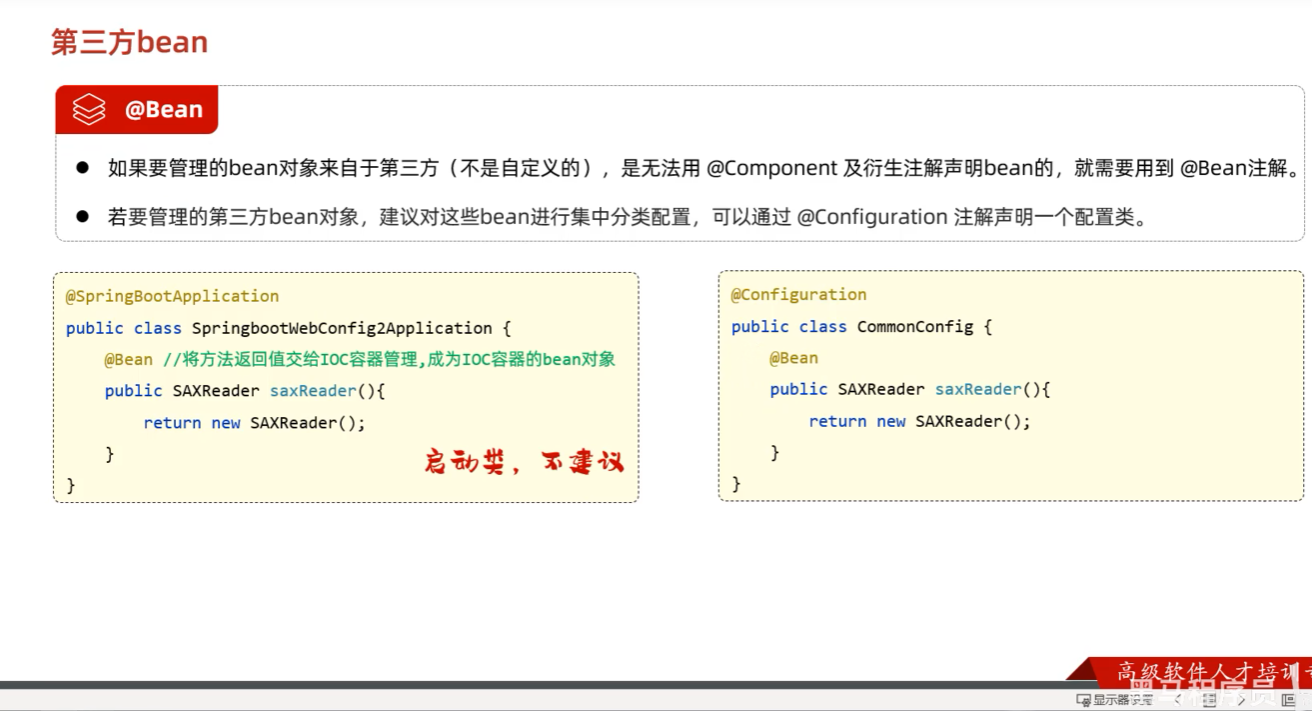 第三方bean
@Bean
● 如果要管理的bean对象来自于第三方（不是自定义的），是无法用 @Component 及衍生注解声明bean的，就需要用到 @Bean注解。
● 若要管理的第三方bean对象，建议对这些bean进行集中分类配置，可以通过 @Configuration 注解声明一个配置类。
@SpringBootApplication
public class SpringbootWebConfig2Application {
@Bean //将方法返回值交给IOC容器管理,成为IOC容器的bean对象
public SAXReader saxReader(){
return new SAXReader();
}
}
启动类，不建议
@Configuration
public class CommonConfig {
@Bean
public SAXReader saxReader(){
return new SAXReader();
}
}
高级软件人才培训
黑马程序员
显示器设置